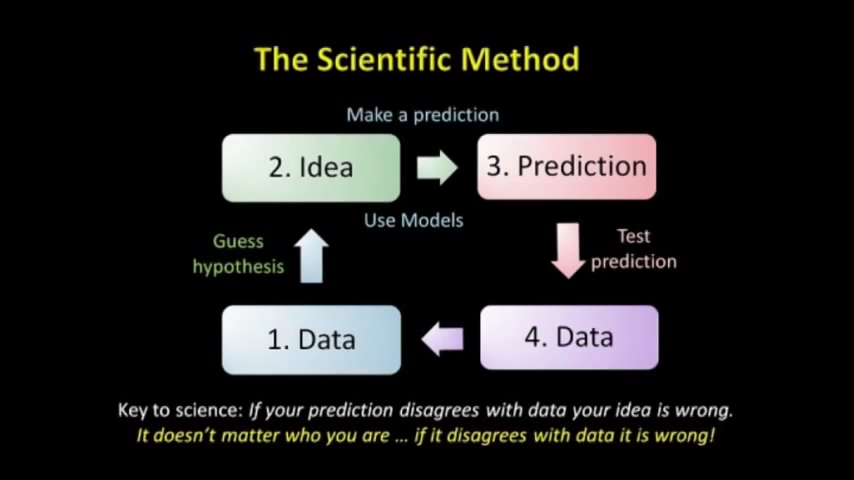 The Scientific Method
Make a prediction
2. Idea
3. Prediction
Use Models
Guess
hypothesis
Test
prediction
1. Data
4. Data
Key to science: If your prediction disagrees with data your idea is wrong.
It doesn't matter who you are ... if it disagrees with data it is wrong!